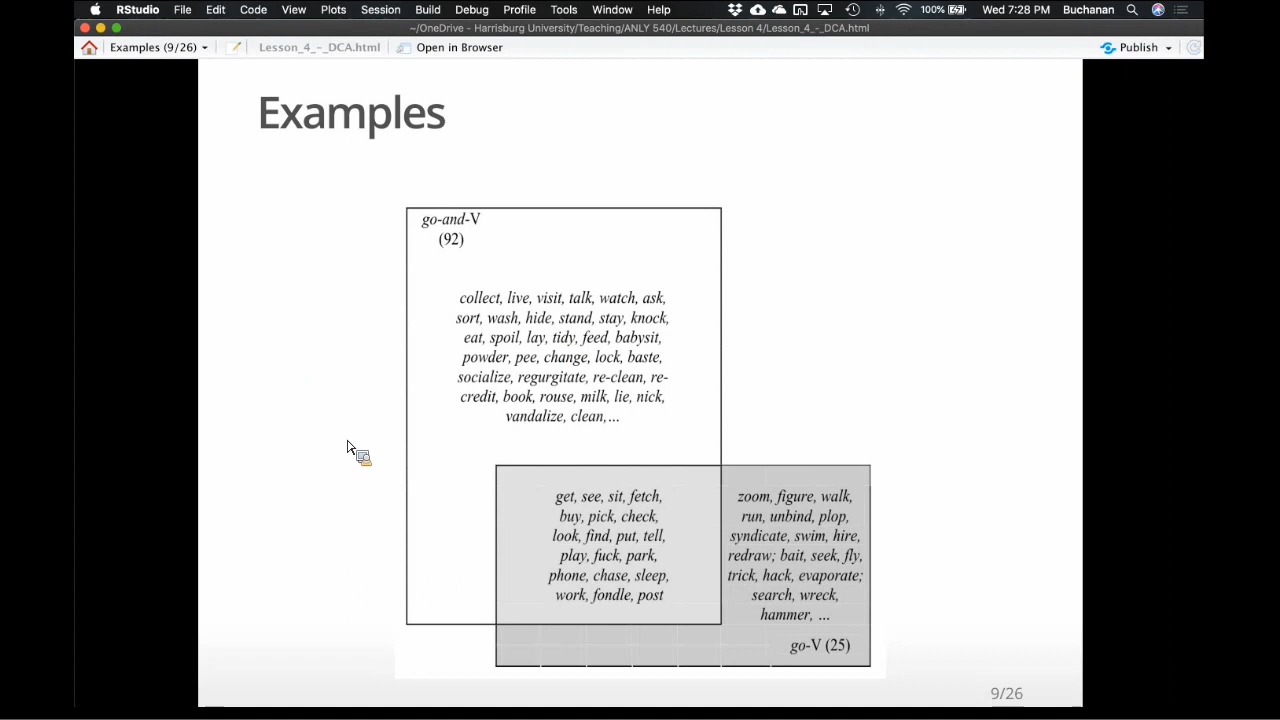 RStudio File Edit Code View Plots Session Build Debug Profile Tools Window Help 100% Wed 7:28 PM Buchanan
~/OneDrive - Harrisburg University/Teaching/ANLY 540/Lectures/Lesson 4/Lesson_4_-_DCA.html
Examples (9/26) Lesson_4_-_DCA.html Open in Browser Publish
Examples
go-and-V
(92)
collect, live, visit, talk, watch, ask,
sort, wash, hide, stand, stay, knock,
eat, spoil, lay, tidy, feed, babysit,
powder, pee, change, lock, baste,
socialize, regurgitate, re-clean, re-
credit, book, rouse, milk, lie, nick,
vandalize, clean,...
get, see, sit, fetch,
buy, pick, check,
look, find, put, tell,
play, fuck, park,
phone, chase, sleep,
work, fondle, post
zoom, figure, walk,
run, unbind, plop,
syndicate, swim, hire,
redraw; bait, seek, fly,
trick, hack, evaporate;
search, wreck,
hammer, ...
go-V (25)
9/26